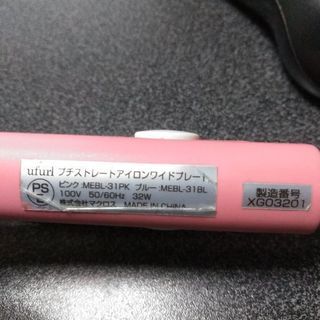 ufurl プチストレートアイロンワイドプレート
PS E ピンク:MEBL-31PK ブルー:MEBL-31BL
100V 50/60Hz 32W
株式会社マクロス MADE IN CHINA
製造番号
XG03201